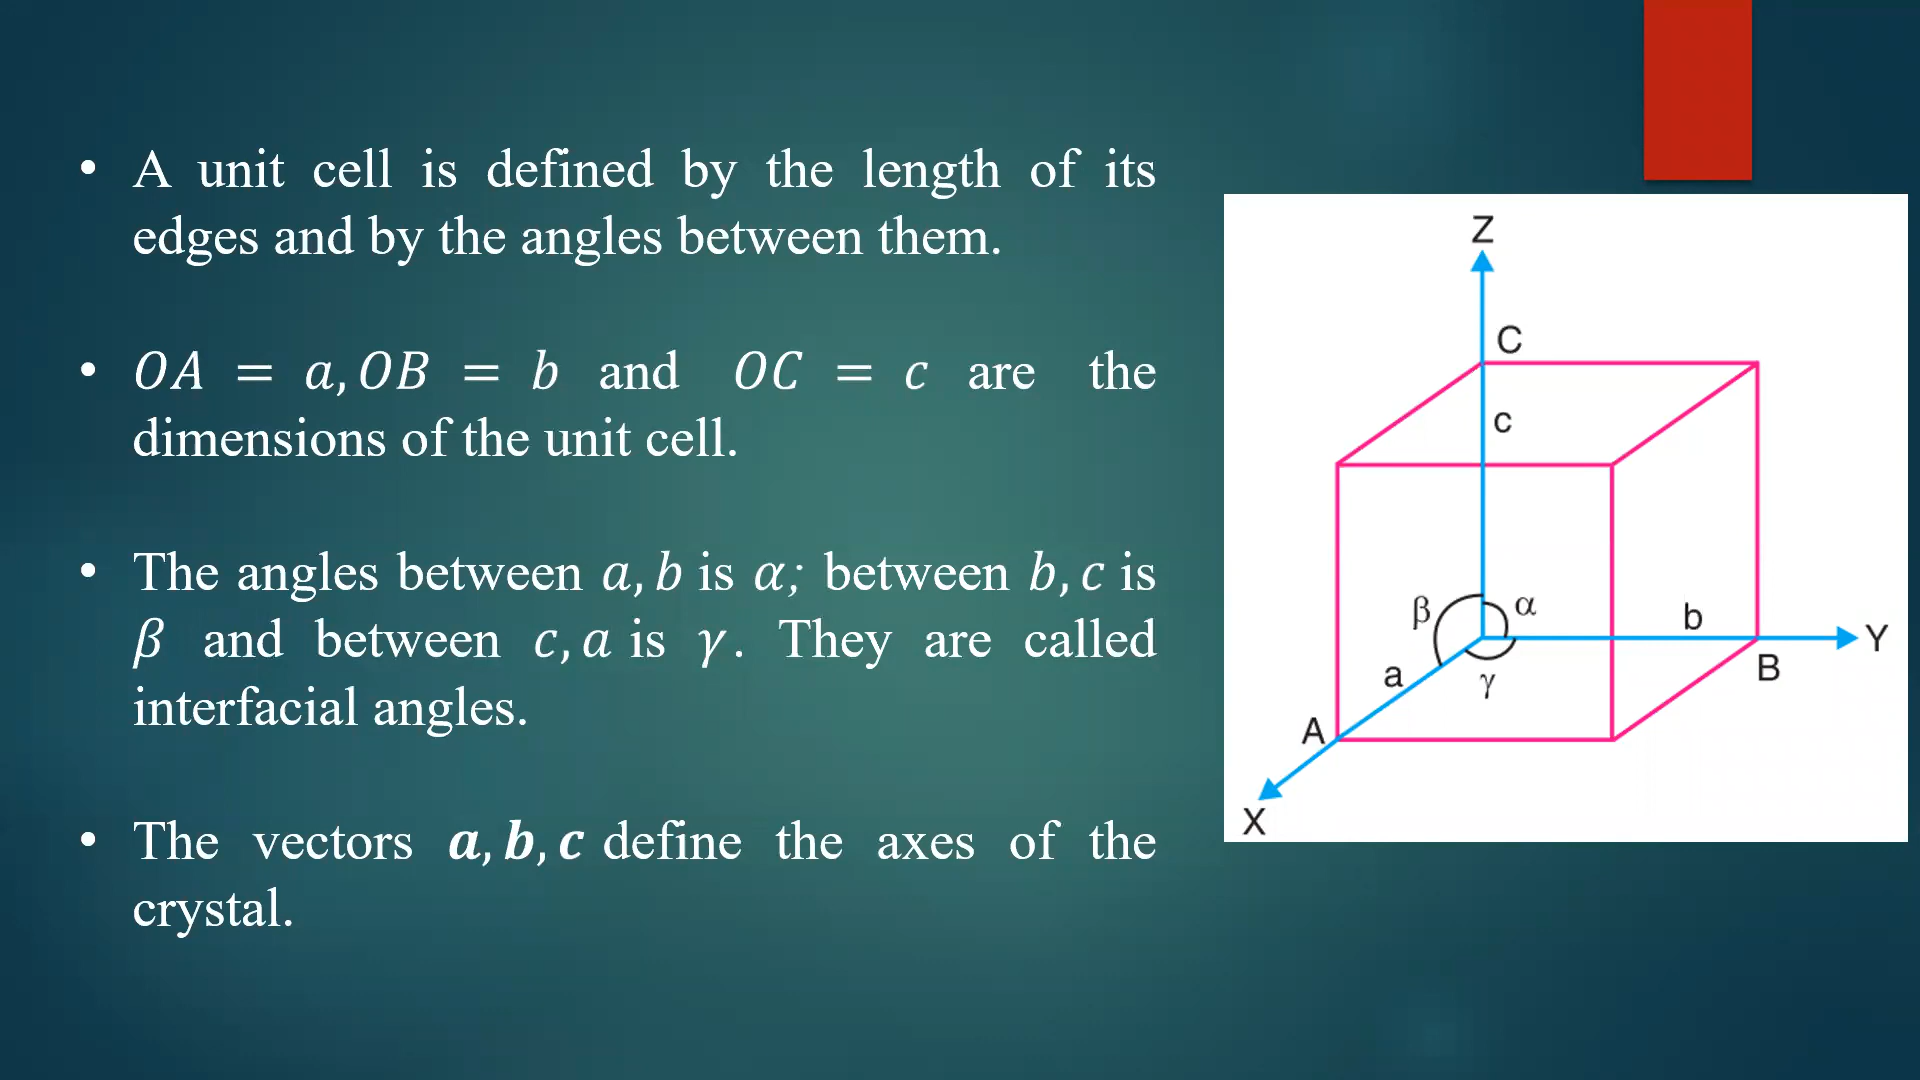 • A unit cell is defined by the length of its
edges and by the angles between them.
• OA = a, OB = b and OC = c are the
dimensions of the unit cell.
• The angles between a, b is α; between b, c is
β and between c, a is γ. They are called
interfacial angles.
• The vectors a, b, c define the axes of the
crystal.
Z
C
c
β
α
b
Y
a
γ
B
A
X